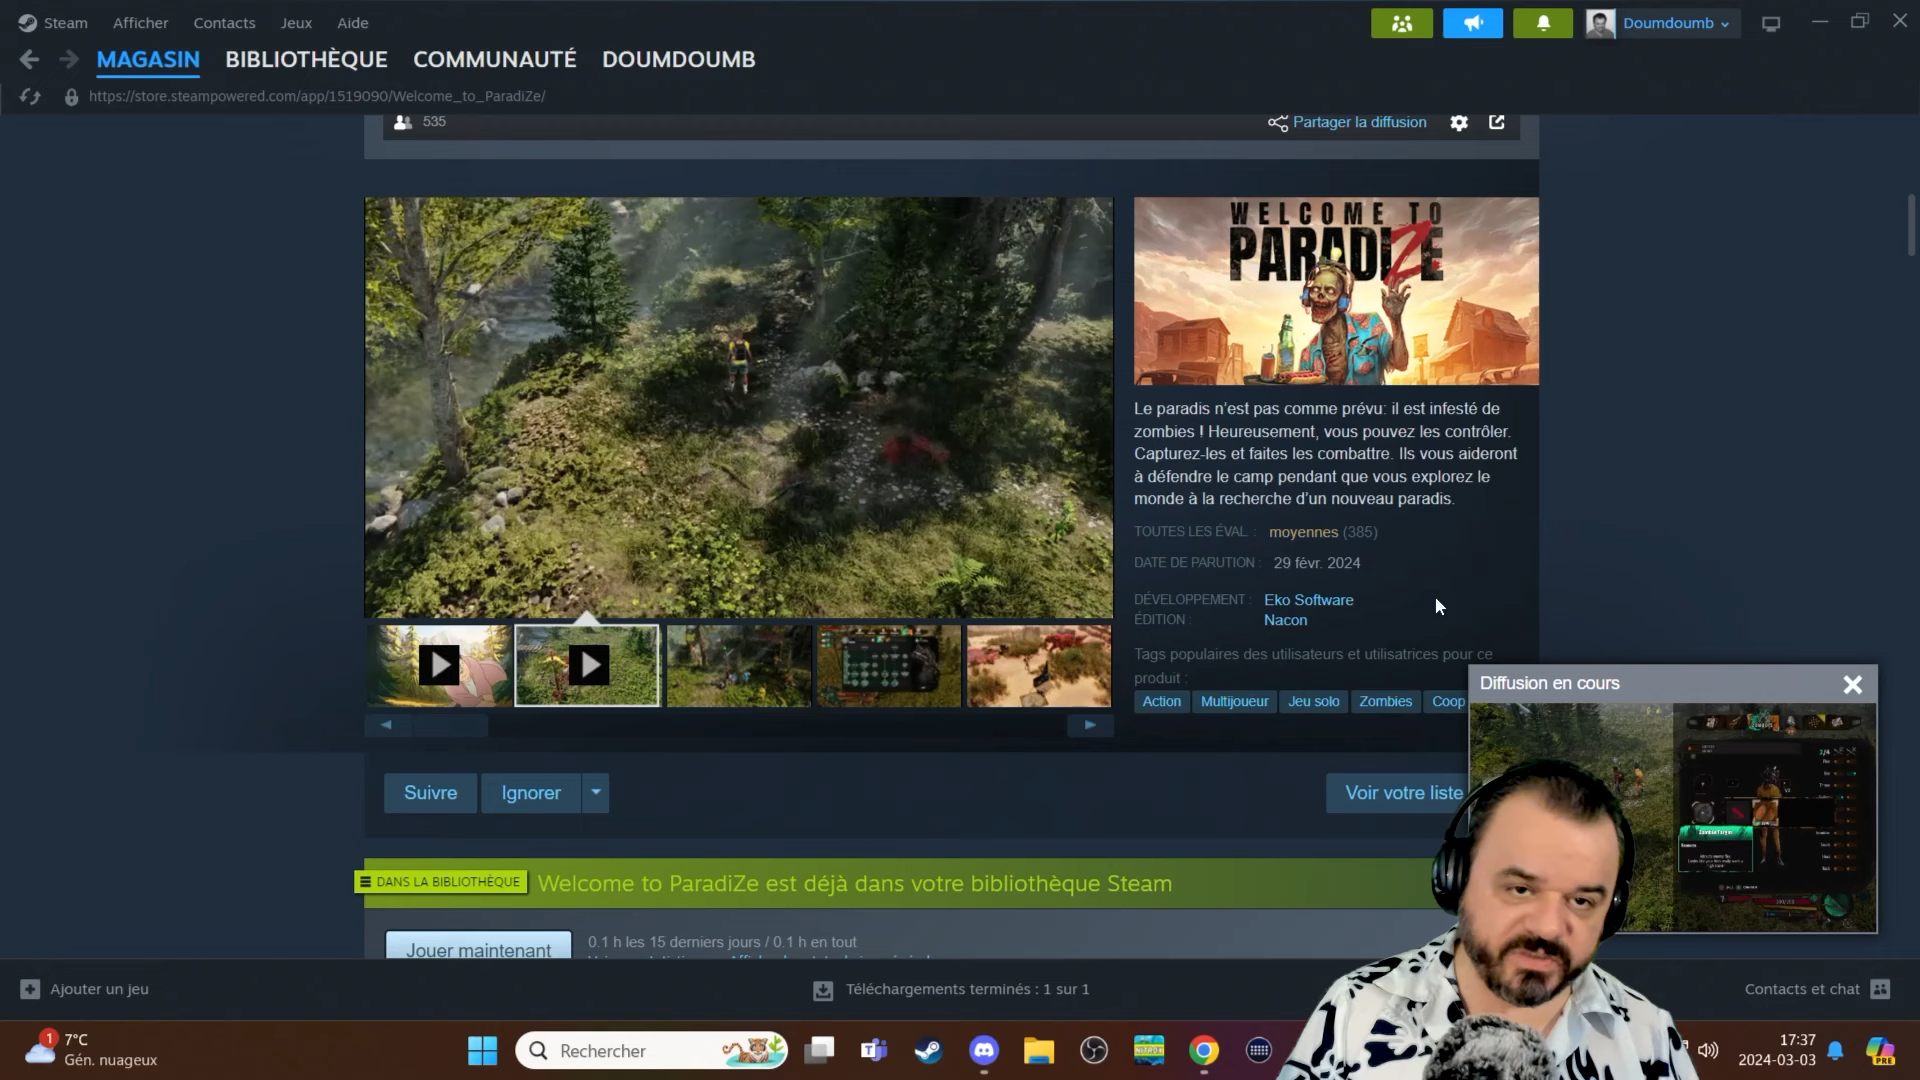 Steam Afficher Contacts Jeux Aide
Doumdoumb
MAGASIN BIBLIOTHÈQUE COMMUNAUTÉ DOUMDOUMB
https://store.steampowered.com/app/1519090/Welcome_to_ParadiZe/
535
Partager la diffusion
WELCOME TO
PARADIZE
Le paradis n'est pas comme prévu: il est infesté de
zombies ! Heureusement, vous pouvez les contrôler.
Capturez-les et faites les combattre. Ils vous aideront
à défendre le camp pendant que vous explorez le
monde à la recherche d'un nouveau paradis.
TOUTES LES ÉVAL. : moyennes (385)
DATE DE PARUTION : 29 févr. 2024
DÉVELOPPEMENT : Eko Software
ÉDITION : Nacon
Tags populaires des utilisateurs et utilisatrices pour ce
produit :
Action Multijoueur Jeu solo Zombies Coop
Diffusion en cours
Suivre Ignorer
Voir votre liste
DANS LA BIBLIOTHÈQUE
Welcome to ParadiZe est déjà dans votre bibliothèque Steam
Jouer maintenant
0.1 h les 15 derniers jours / 0.1 h en tout
Ajouter un jeu
Téléchargements terminés : 1 sur 1
Contacts et chat
1
7°C
Gén. nuageux
Rechercher
NITROX
17:37
2024-03-03
PRE